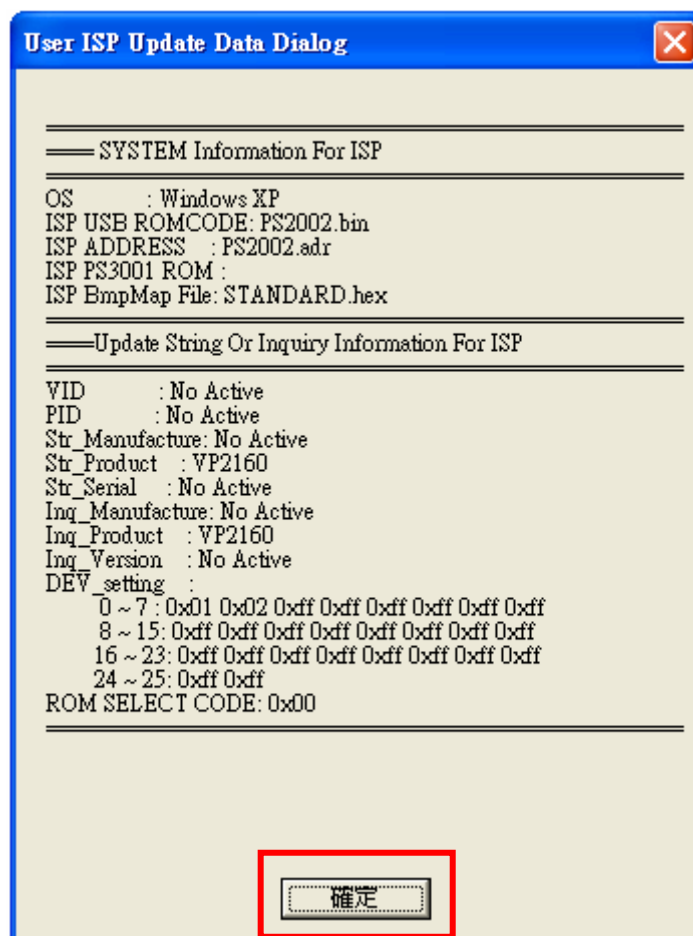 User ISP Update Data Dialog
SYSTEM Information For ISP
OS : Windows XP
ISP USB ROMCODE: PS2002.bin
ISP ADDRESS : PS2002.adr
ISP PS3001 ROM :
ISP BmpMap File: STANDARD.hex
Update String Or Inquiry Information For ISP
VID : No Active
PID : No Active
Str_Manufacture: No Active
Str_Product : VP2160
Str_Serial : No Active
Inq_Manufacture: No Active
Inq_Product : VP2160
Inq_Version : No Active
DEV_setting :
0 ~ 7 : 0x01 0x02 0xff 0xff 0xff 0xff 0xff 0xff
8 ~ 15: 0xff 0xff 0xff 0xff 0xff 0xff 0xff 0xff
16 ~ 23: 0xff 0xff 0xff 0xff 0xff 0xff 0xff 0xff
24 ~ 25: 0xff 0xff
ROM SELECT CODE: 0x00
確定